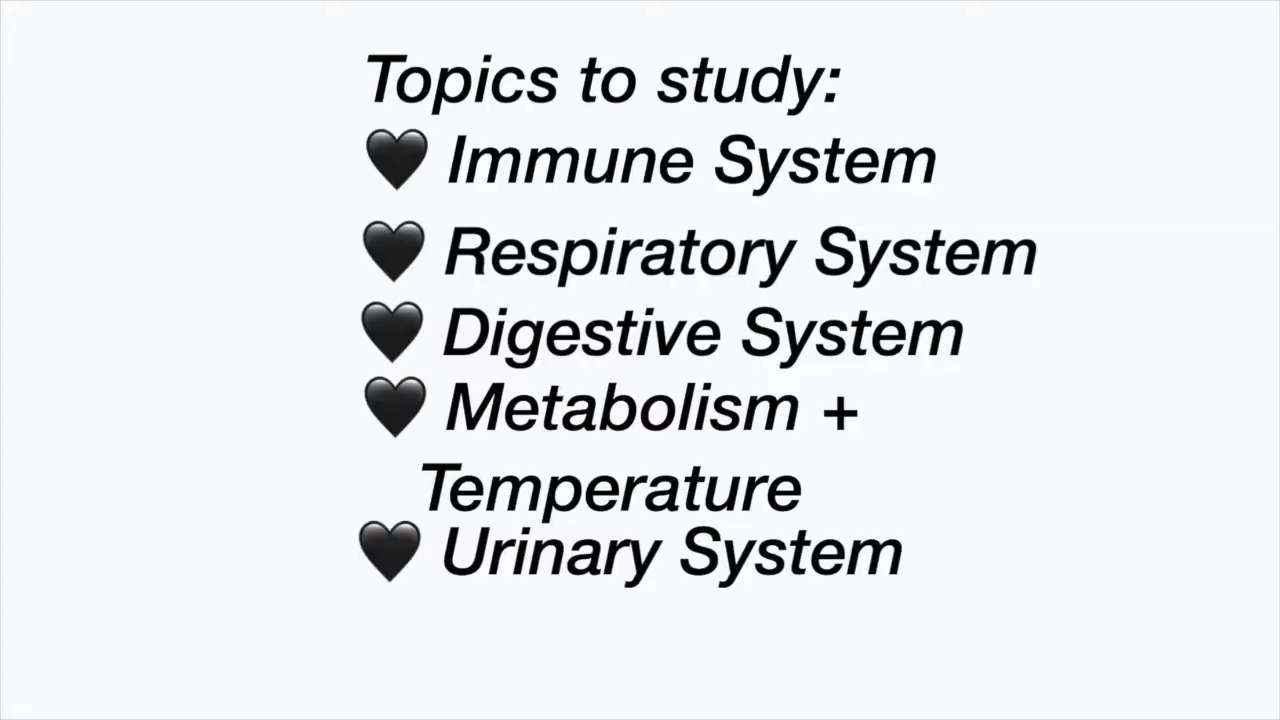 Topics to study:
🖤 Immune System
🖤 Respiratory System
🖤 Digestive System
🖤 Metabolism +
Temperature
🖤 Urinary System